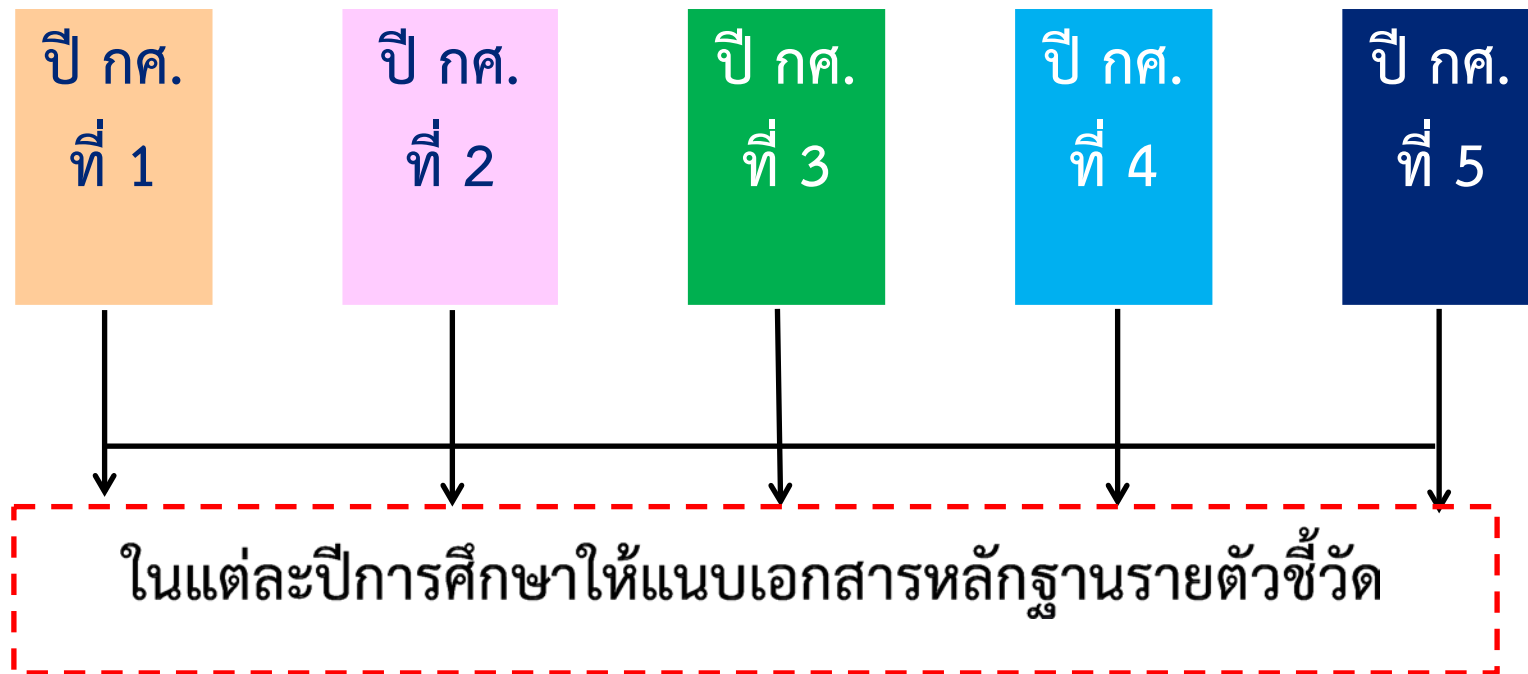 ปี กศ.
ที่ 1
ปี กศ.
ที่ 2
ปี กศ.
ที่ 3
ปี กศ.
ที่ 4
ปี กศ.
ที่ 5
ในแต่ละปีการศึกษาให้แนบเอกสารหลักฐานรายตัวชี้วัด